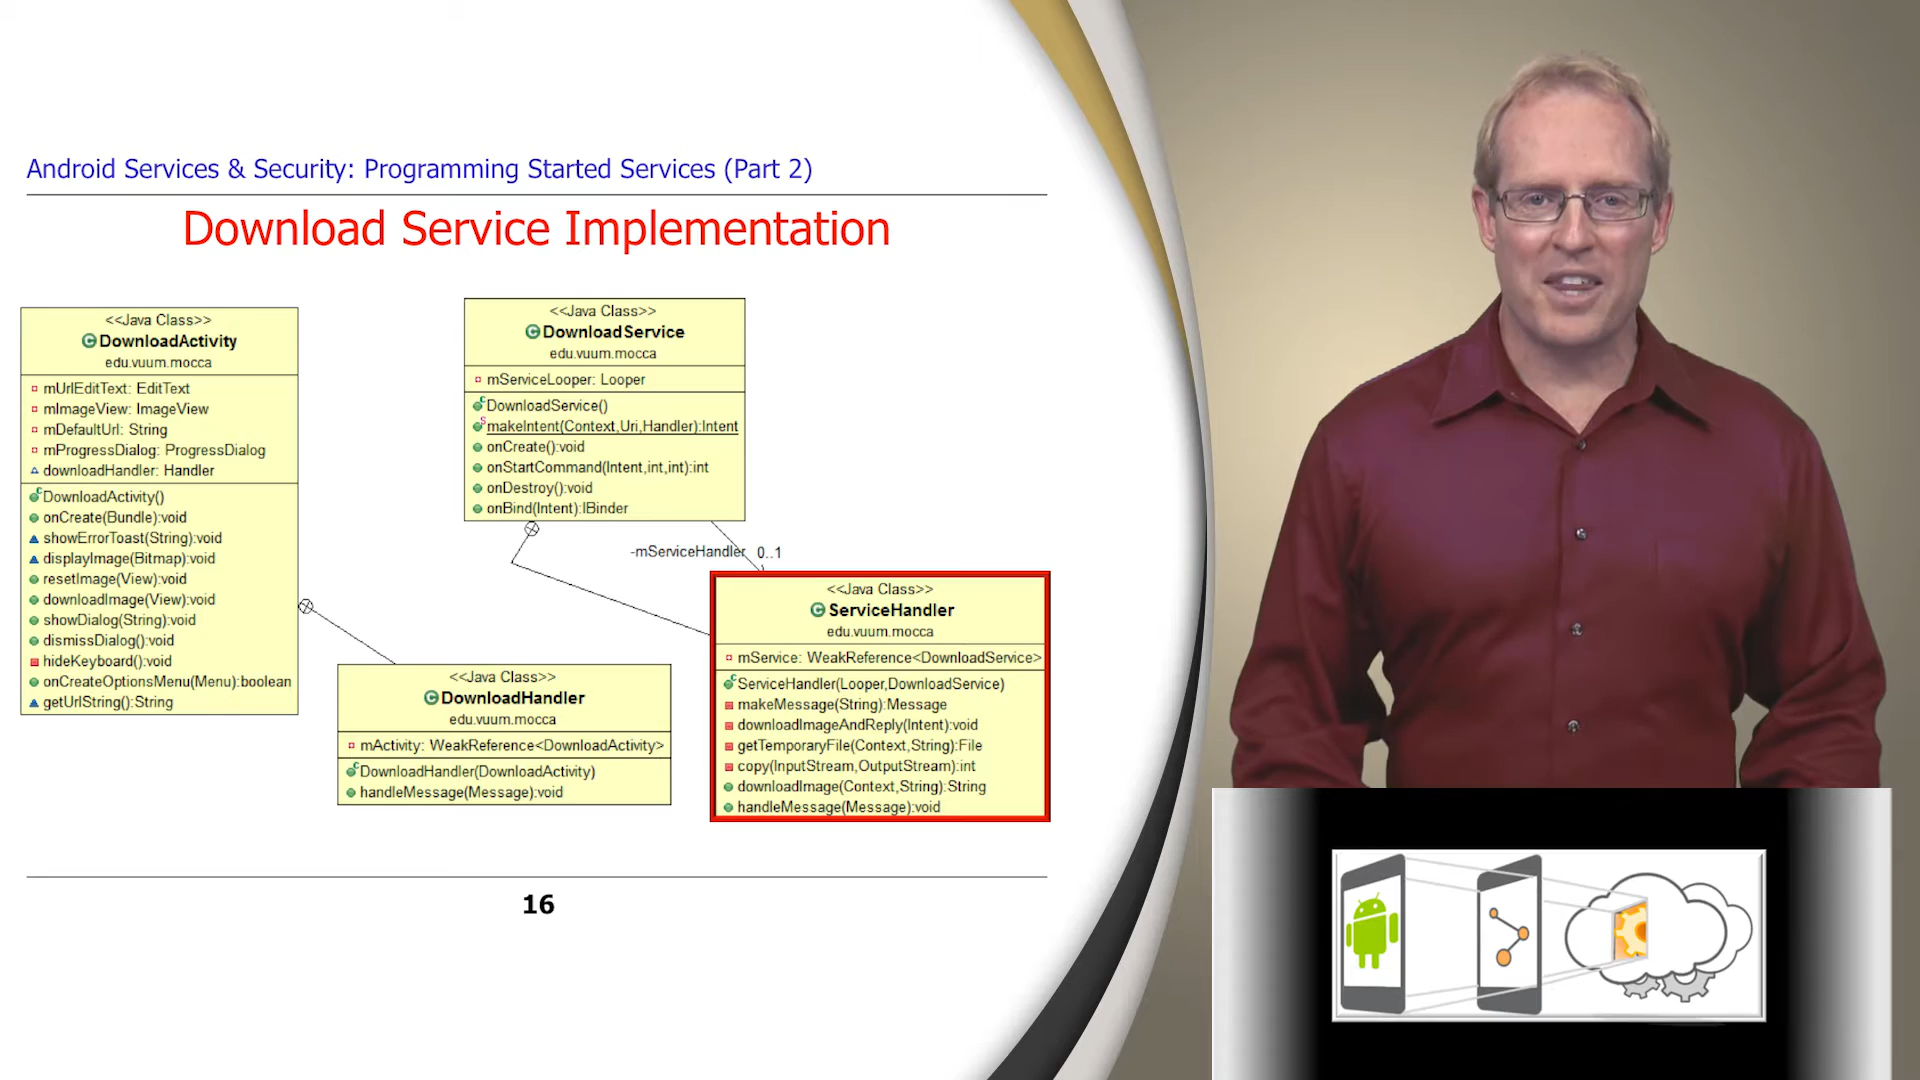 Android Services & Security: Programming Started Services (Part 2)
Download Service Implementation
<<Java Class>>
DownloadActivity
edu.vuum.mocca
mUrlEditText: EditText
mImageView: ImageView
mDefaultUrl: String
mProgressDialog: ProgressDialog
downloadHandler: Handler
DownloadActivity()
onCreate(Bundle):void
showErrorToast(String):void
displayImage(Bitmap):void
resetImage(View):void
downloadImage(View):void
showDialog(String):void
dismissDialog():void
hideKeyboard():void
onCreateOptionsMenu(Menu):boolean
getUrlString():String
<<Java Class>>
DownloadService
edu.vuum.mocca
mServiceLooper: Looper
DownloadService()
makeIntent(Context,Uri,Handler):Intent
onCreate():void
onStartCommand(Intent,int,int):int
onDestroy():void
onBind(Intent):IBinder
-mServiceHandler 0..1
<<Java Class>>
DownloadHandler
edu.vuum.mocca
mActivity: WeakReference<DownloadActivity>
DownloadHandler(DownloadActivity)
handleMessage(Message):void
<<Java Class>>
ServiceHandler
edu.vuum.mocca
mService: WeakReference<DownloadService>
ServiceHandler(Looper,DownloadService)
makeMessage(String):Message
downloadImageAndReply(Intent):void
getTemporaryFile(Context,String):File
copy(InputStream,OutputStream):int
downloadImage(Context,String):String
handleMessage(Message):void
16